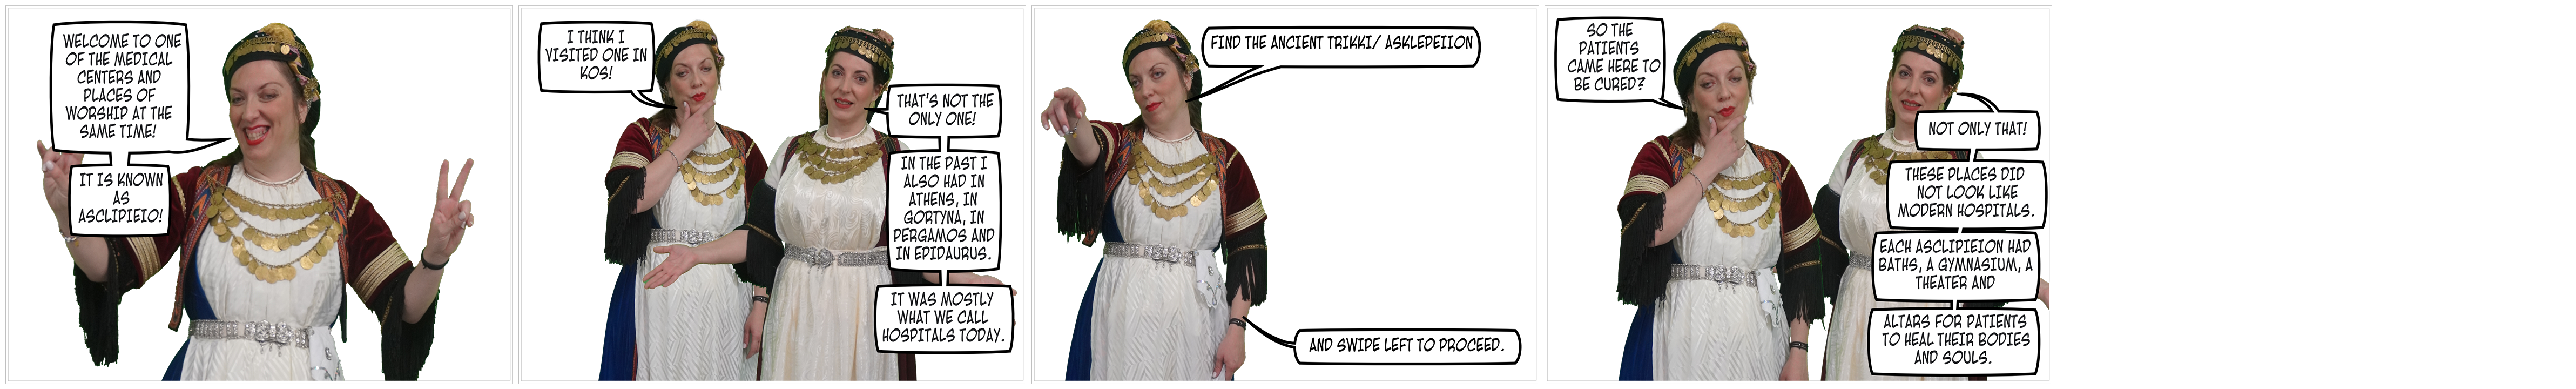 WELCOME TO ONE
OF THE MEDICAL
CENTERS AND
PLACES OF
WORSHIP AT THE
SAME TIME!
IT IS KNOWN
AS
ASCLIPIEIO!
I THINK I
VISITED ONE IN
KOS!
THAT'S NOT THE
ONLY ONE!
IN THE PAST I
ALSO HAD IN
ATHENS, IN
GORTYNA, IN
PERGAMOS AND
IN EPIDAURUS.
IT WAS MOSTLY
WHAT WE CALL
HOSPITALS TODAY.
FIND THE ANCIENT TRIKKI/ ASKLEPEIION
AND SWIPE LEFT TO PROCEED.
SO THE
PATIENTS
CAME HERE TO
BE CURED?
NOT ONLY THAT!
THESE PLACES DID
NOT LOOK LIKE
MODERN HOSPITALS.
EACH ASCLIPIEION HAD
BATHS, A GYMNASIUM, A
THEATER AND
ALTARS FOR PATIENTS
TO HEAL THEIR BODIES
AND SOULS.